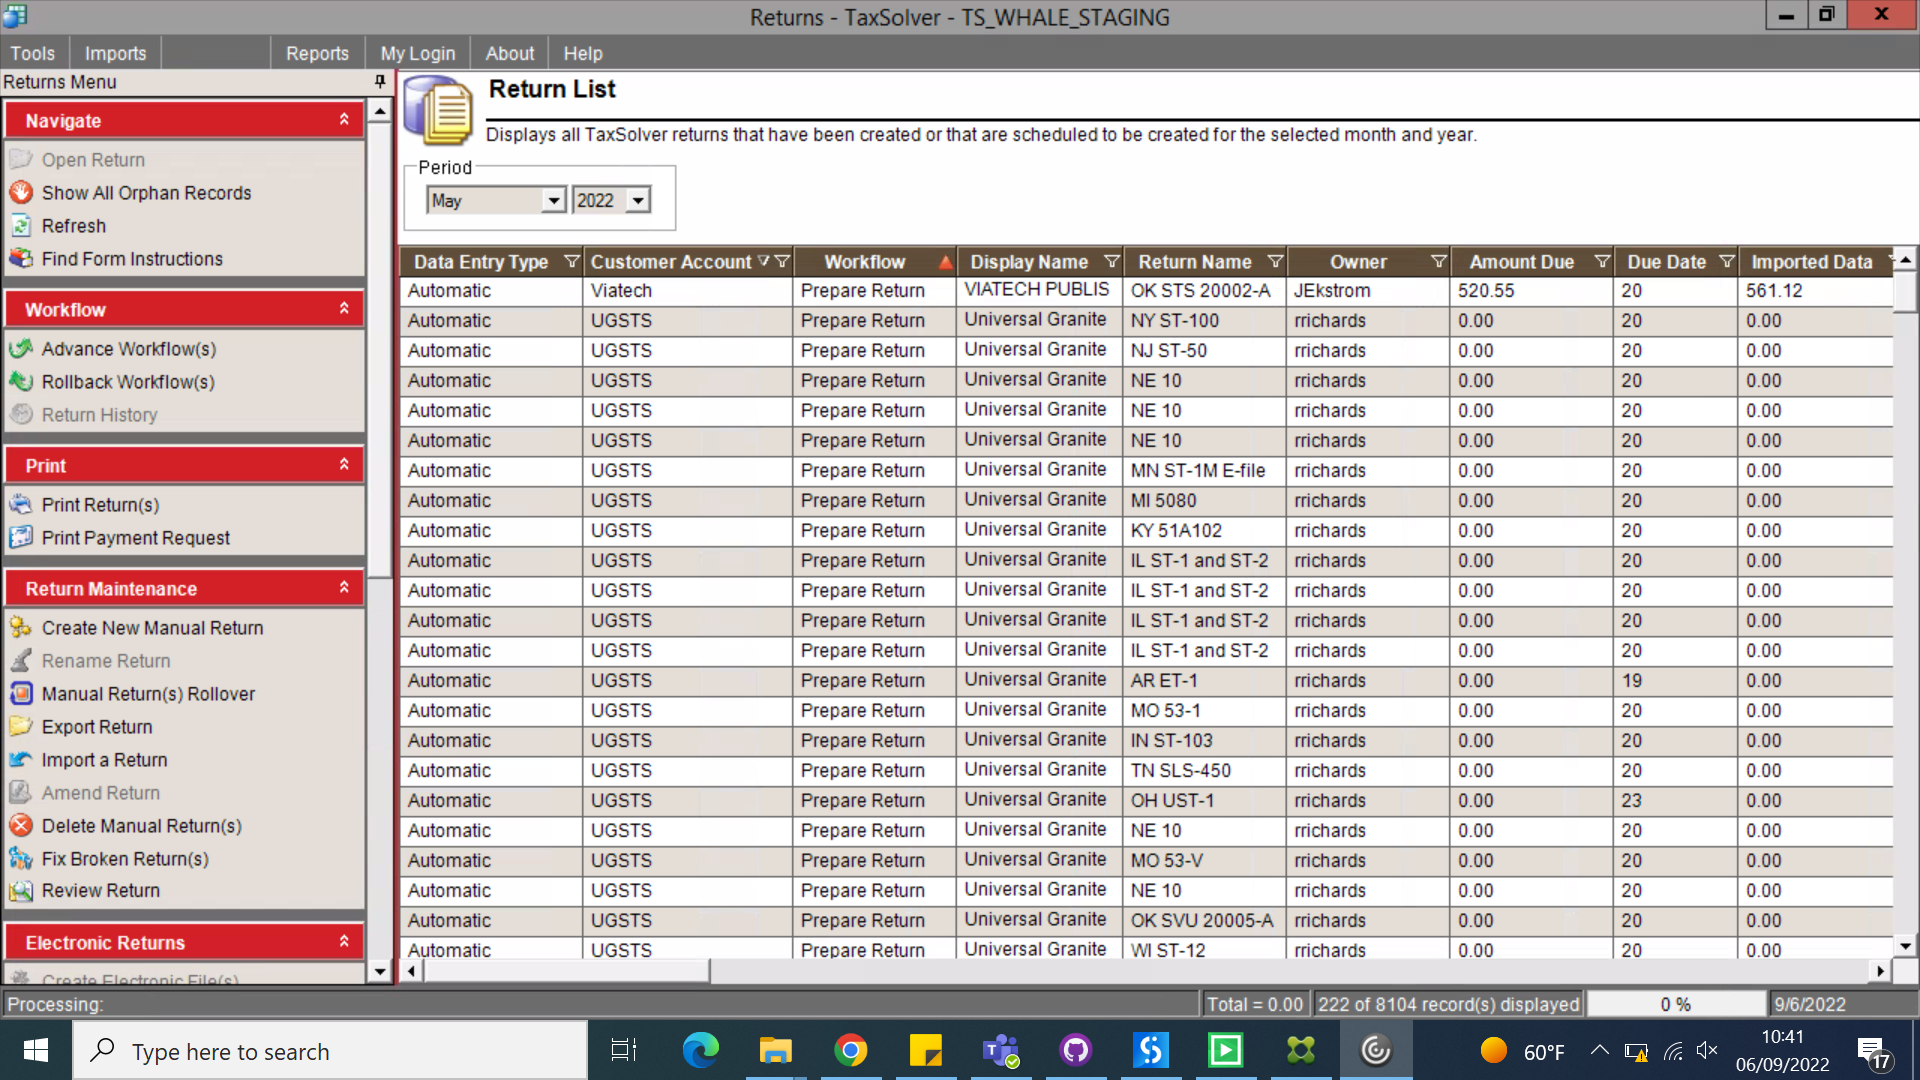 Returns - TaxSolver - TS_WHALE_STAGING
Tools Imports Reports My Login About Help
Returns Menu
Navigate
Open Return
Show All Orphan Records
Refresh
Find Form Instructions
Workflow
Advance Workflow(s)
Rollback Workflow(s)
Return History
Print
Print Return(s)
Print Payment Request
Return Maintenance
Create New Manual Return
Rename Return
Manual Return(s) Rollover
Export Return
Import a Return
Amend Return
Delete Manual Return(s)
Fix Broken Return(s)
Review Return
Electronic Returns
Create Electronic File(s)
Return List
Displays all TaxSolver returns that have been created or that are scheduled to be created for the selected month and year.
Period
May 2022
Data Entry Type Customer Account Workflow Display Name Return Name Owner Amount Due Due Date Imported Data
Automatic Viatech Prepare Return VIATECH PUBLIS OK STS 20002-A JEkstrom 520.55 20 561.12
Automatic UGSTS Prepare Return Universal Granite NY ST-100 rrichards 0.00 20 0.00
Automatic UGSTS Prepare Return Universal Granite NJ ST-50 rrichards 0.00 20 0.00
Automatic UGSTS Prepare Return Universal Granite NE 10 rrichards 0.00 20 0.00
Automatic UGSTS Prepare Return Universal Granite NE 10 rrichards 0.00 20 0.00
Automatic UGSTS Prepare Return Universal Granite NE 10 rrichards 0.00 20 0.00
Automatic UGSTS Prepare Return Universal Granite MN ST-1M E-file rrichards 0.00 20 0.00
Automatic UGSTS Prepare Return Universal Granite MI 5080 rrichards 0.00 20 0.00
Automatic UGSTS Prepare Return Universal Granite KY 51A102 rrichards 0.00 20 0.00
Automatic UGSTS Prepare Return Universal Granite IL ST-1 and ST-2 rrichards 0.00 20 0.00
Automatic UGSTS Prepare Return Universal Granite IL ST-1 and ST-2 rrichards 0.00 20 0.00
Automatic UGSTS Prepare Return Universal Granite IL ST-1 and ST-2 rrichards 0.00 20 0.00
Automatic UGSTS Prepare Return Universal Granite IL ST-1 and ST-2 rrichards 0.00 20 0.00
Automatic UGSTS Prepare Return Universal Granite AR ET-1 rrichards 0.00 19 0.00
Automatic UGSTS Prepare Return Universal Granite MO 53-1 rrichards 0.00 20 0.00
Automatic UGSTS Prepare Return Universal Granite IN ST-103 rrichards 0.00 20 0.00
Automatic UGSTS Prepare Return Universal Granite TN SLS-450 rrichards 0.00 20 0.00
Automatic UGSTS Prepare Return Universal Granite OH UST-1 rrichards 0.00 23 0.00
Automatic UGSTS Prepare Return Universal Granite NE 10 rrichards 0.00 20 0.00
Automatic UGSTS Prepare Return Universal Granite MO 53-V rrichards 0.00 20 0.00
Automatic UGSTS Prepare Return Universal Granite NE 10 rrichards 0.00 20 0.00
Automatic UGSTS Prepare Return Universal Granite OK SVU 20005-A rrichards 0.00 20 0.00
Automatic UGSTS Prepare Return Universal Granite WI ST-12 rrichards 0.00 20 0.00
Processing: Total = 0.00 222 of 8104 record(s) displayed 0 % 9/6/2022
Type here to search 60°F 10:41
06/09/2022 17